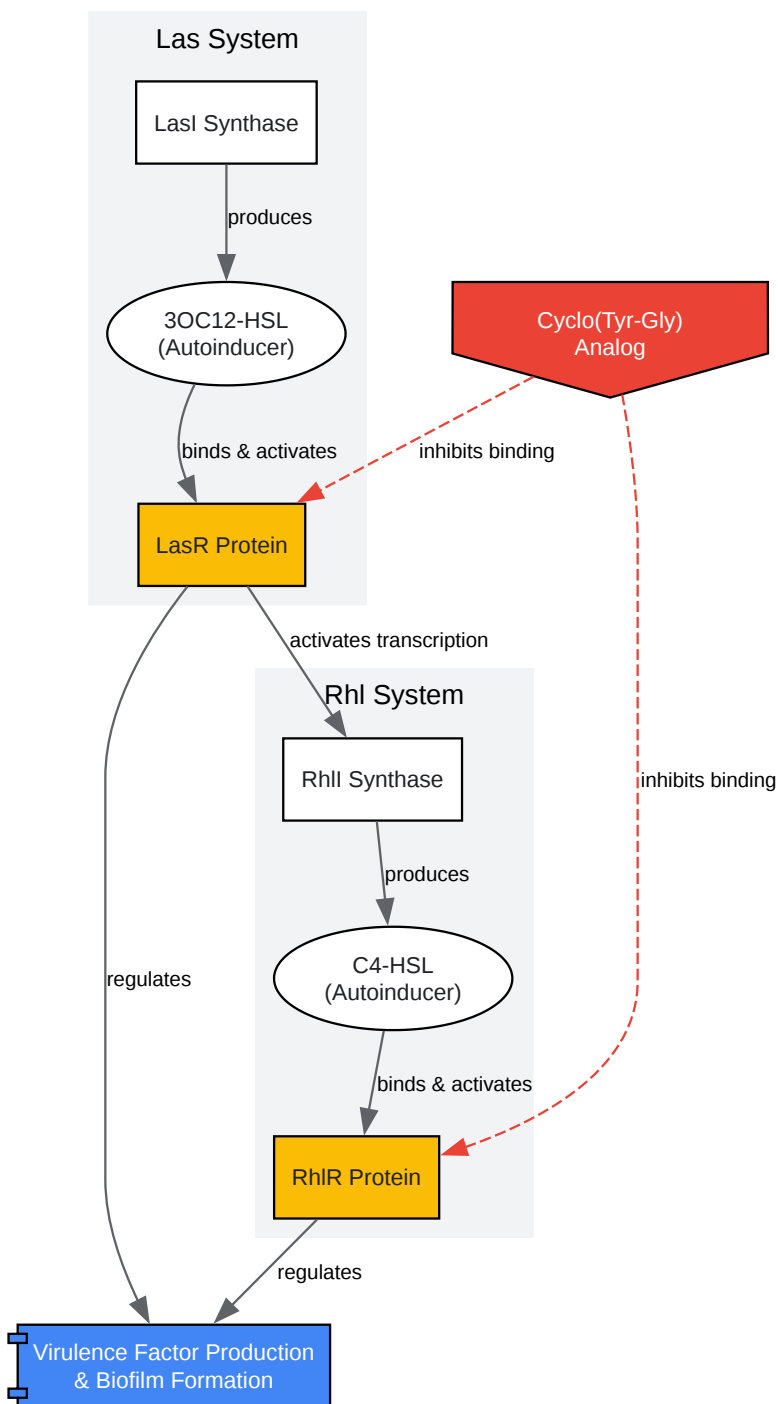 Las System
LasI Synthase
produces
3OC12-HSL
(Autoinducer)
Cyclo(Tyr-Gly)
Analog
binds & activates
inhibits binding
LasR Protein
activates transcription
Rhl System
RhlI Synthase
inhibits binding
produces
C4-HSL
(Autoinducer)
regulates
binds & activates
RhlR Protein
regulates
Virulence Factor Production
& Biofilm Formation